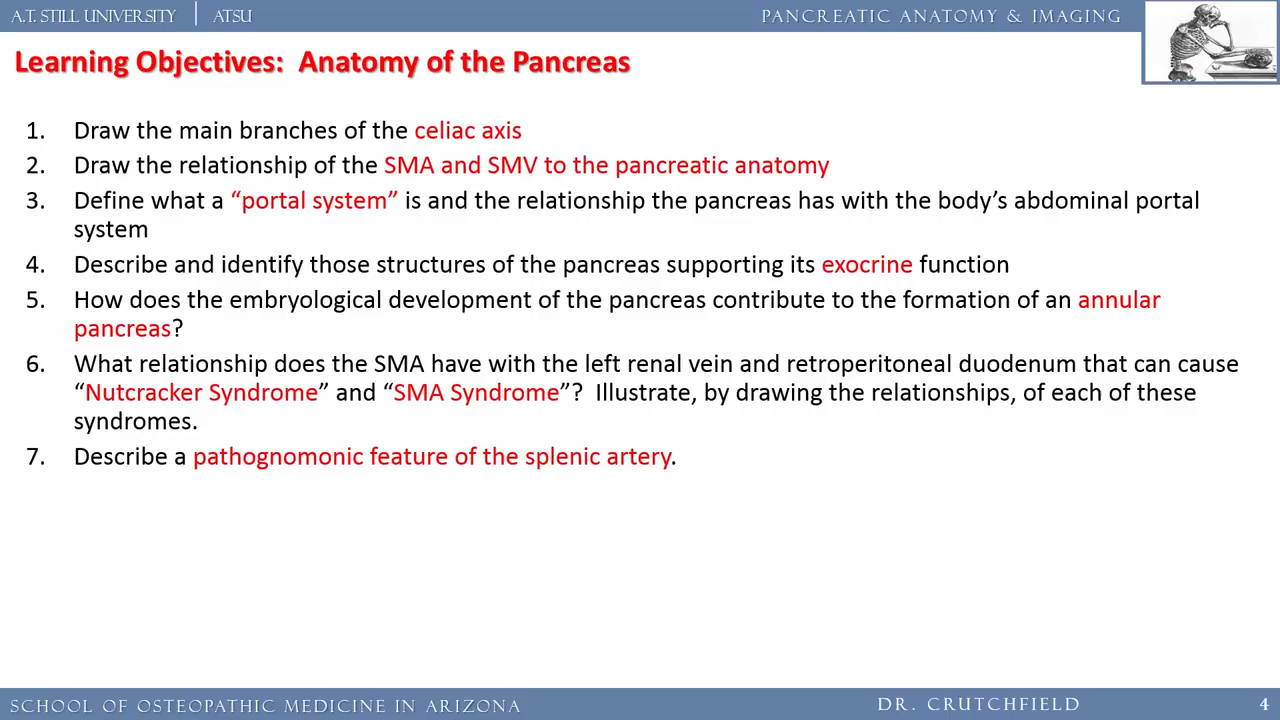 A.T. STILL UNIVERSITY | ATSU
PANCREATIC ANATOMY & IMAGING
Learning Objectives: Anatomy of the Pancreas
1. Draw the main branches of the celiac axis
2. Draw the relationship of the SMA and SMV to the pancreatic anatomy
3. Define what a “portal system” is and the relationship the pancreas has with the body’s abdominal portal
system
4. Describe and identify those structures of the pancreas supporting its exocrine function
5. How does the embryological development of the pancreas contribute to the formation of an annular
pancreas?
6. What relationship does the SMA have with the left renal vein and retroperitoneal duodenum that can cause
“Nutcracker Syndrome” and “SMA Syndrome”? Illustrate, by drawing the relationships, of each of these
syndromes.
7. Describe a pathognomonic feature of the splenic artery.
SCHOOL OF OSTEOPATHIC MEDICINE IN ARIZONA
DR. CRUTCHFIELD
4